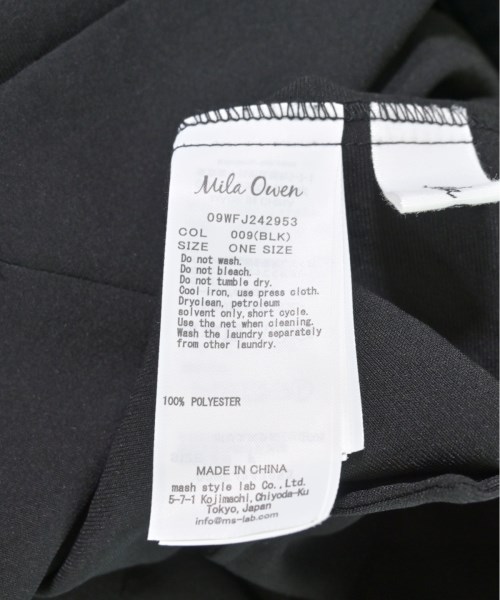 Mila Owen
09WFJ242953
COL 009(BLK)
SIZE ONE SIZE
Do not wash.
Do not bleach.
Do not tumble dry.
Cool iron, use press cloth.
Dryclean, petroleum
solvent only, short cycle.
Use the net when cleaning.
Wash the laundry separately
from other laundry.
100% POLYESTER
MADE IN CHINA
mash style lab Co., Ltd.
5-7-1 Kojimachi, Chiyoda-Ku
Tokyo, Japan
info@ms-lab.com